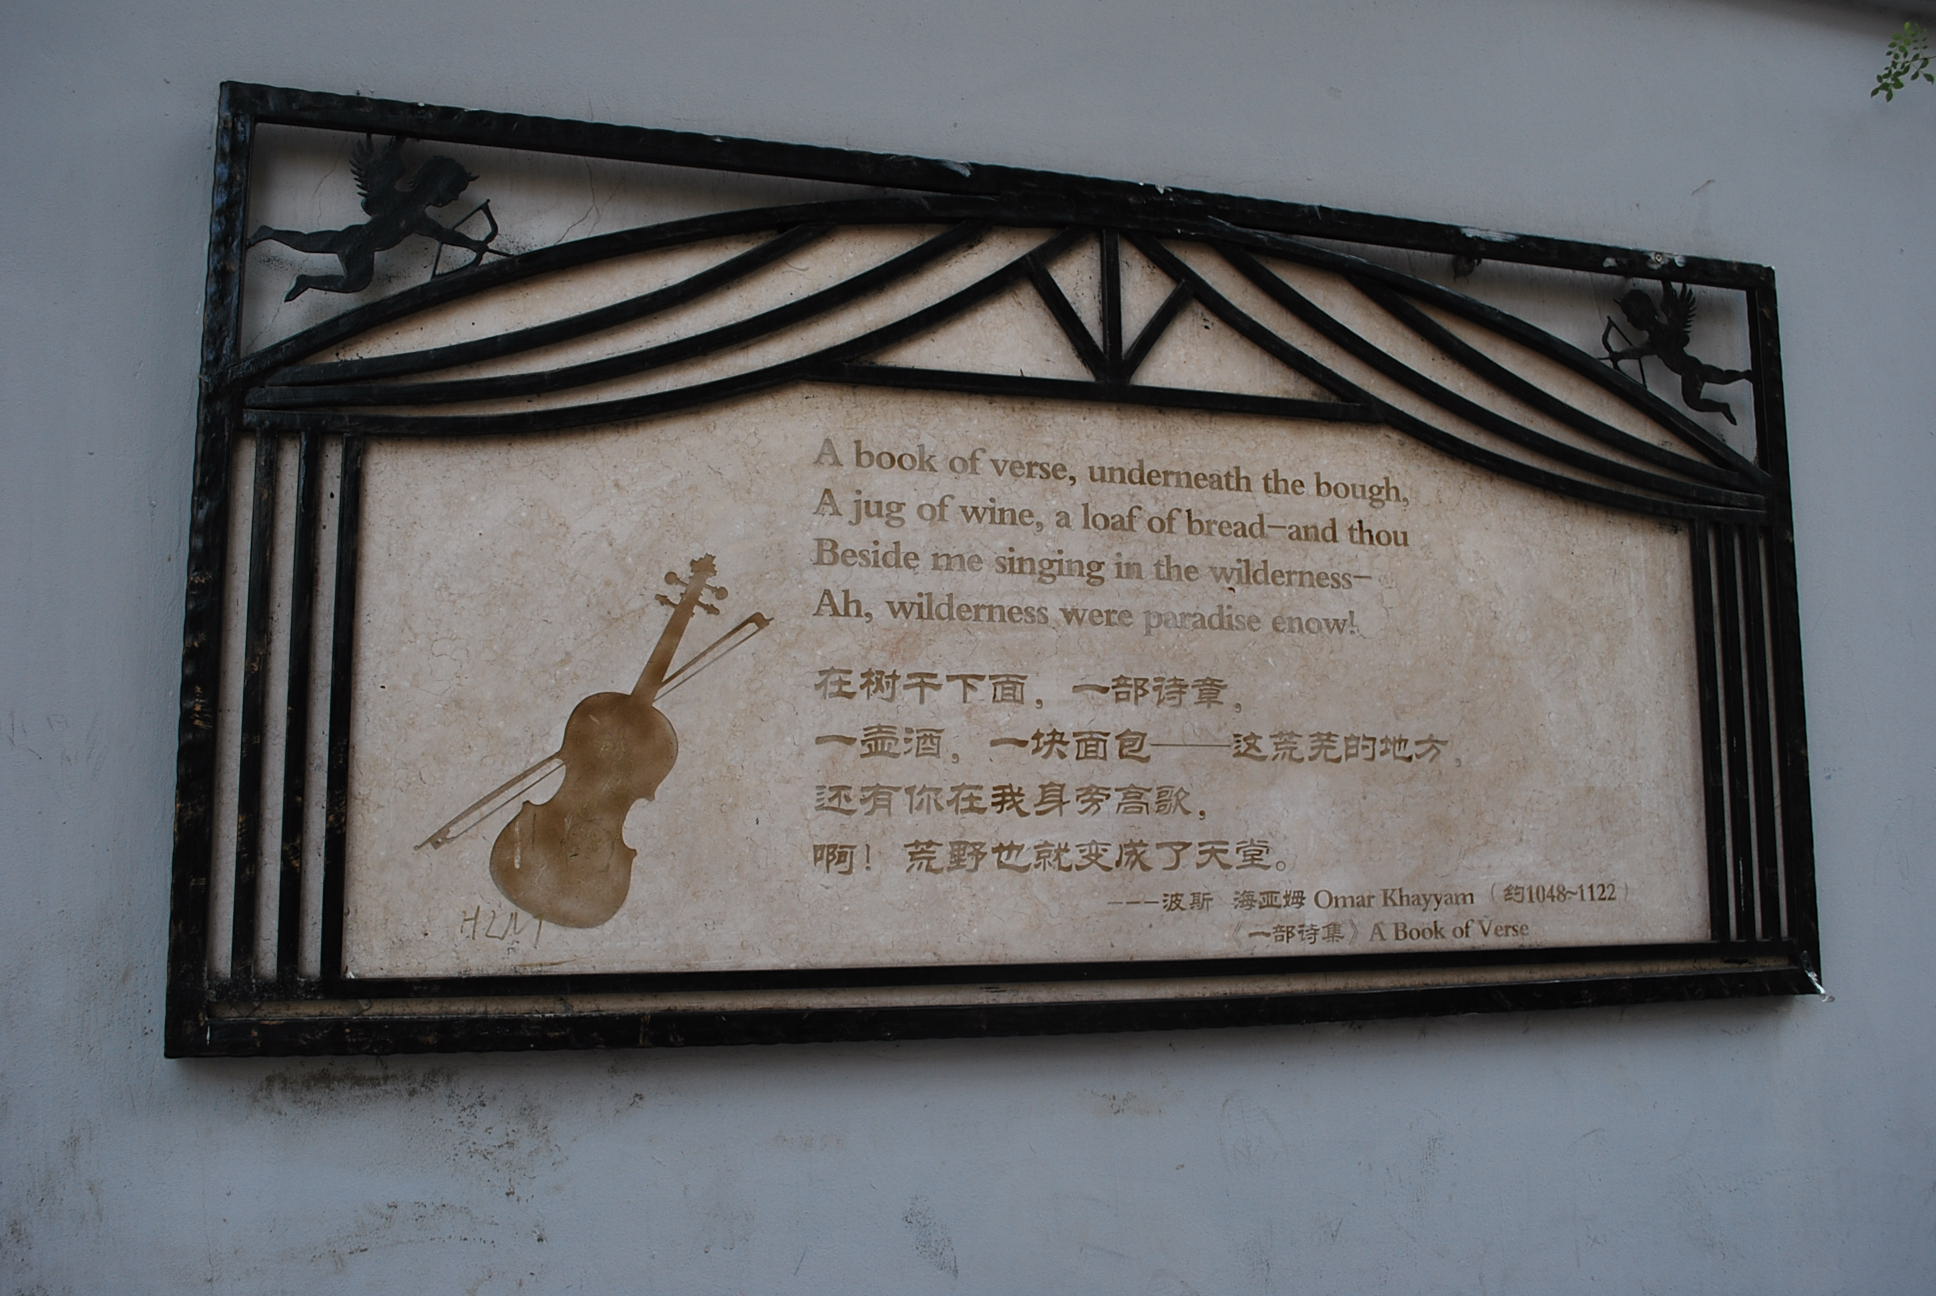 A book of verse, underneath the bough,
A jug of wine, a loaf of bread—and thou
Beside me singing in the wilderness—
Ah, wilderness were paradise enow!
在树干下面，一部诗章，
一壶酒，一块面包——这荒芜的地方，
还有你在我身旁高歌，
啊！荒野也就变成了天堂。
---波斯 海亚姆 Omar Khayyam（约1048~1122）
《一部诗集》A Book of Verse